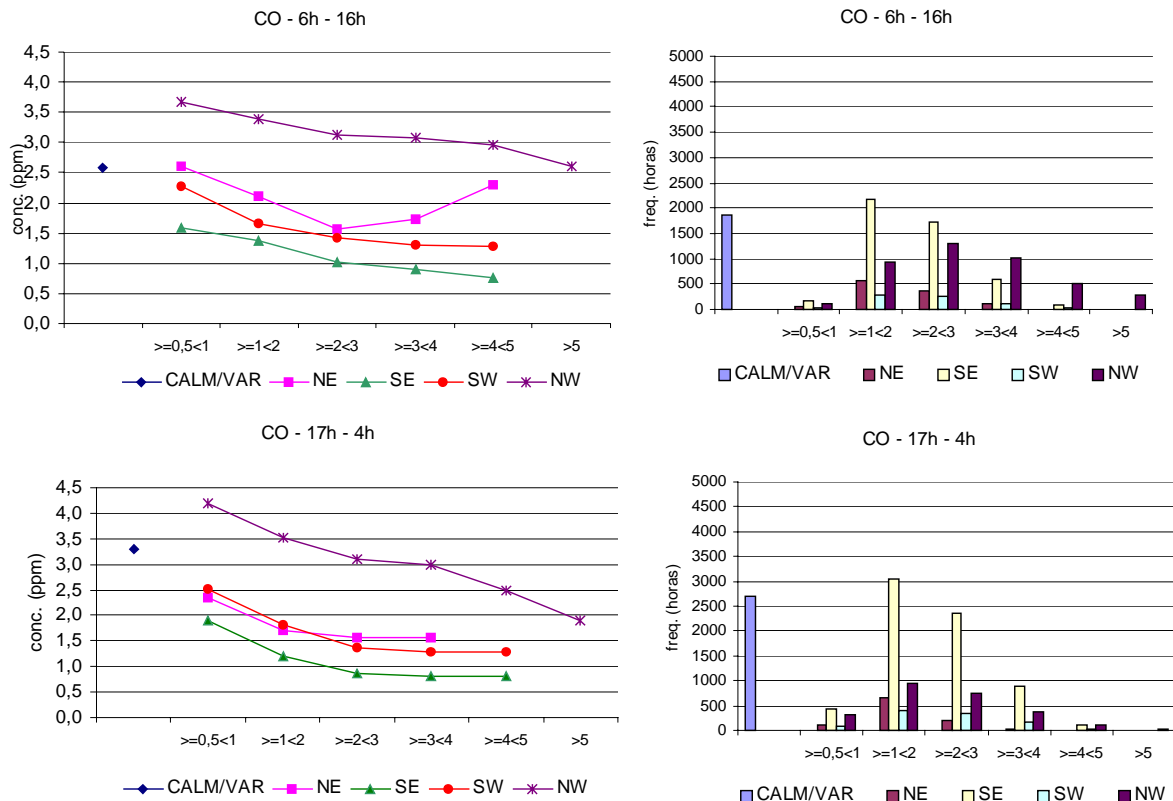 CO - 6h - 16h
4,5
4,0
3,5
3,0
2,5
2,0
1,5
1,0
0,5
0,0
conc. (ppm)
>=0,5<1 >=1<2 >=2<3 >=3<4 >=4<5 >5
CALM/VAR NE SE SW NW
CO - 6h - 16h
5000
4500
4000
3500
3000
2500
2000
1500
1000
500
0
freq. (horas)
>=0,5<1 >=1<2 >=2<3 >=3<4 >=4<5 >5
CALM/VAR NE SE SW NW
CO - 17h - 4h
4,5
4,0
3,5
3,0
2,5
2,0
1,5
1,0
0,5
0,0
conc. (ppm)
>=0,5<1 >=1<2 >=2<3 >=3<4 >=4<5 >5
CALM/VAR NE SE SW NW
CO - 17h - 4h
5000
4500
4000
3500
3000
2500
2000
1500
1000
500
0
freq. (horas)
>=0,5<1 >=1<2 >=2<3 >=3<4 >=4<5 >5
CALM/VAR NE SE SW NW